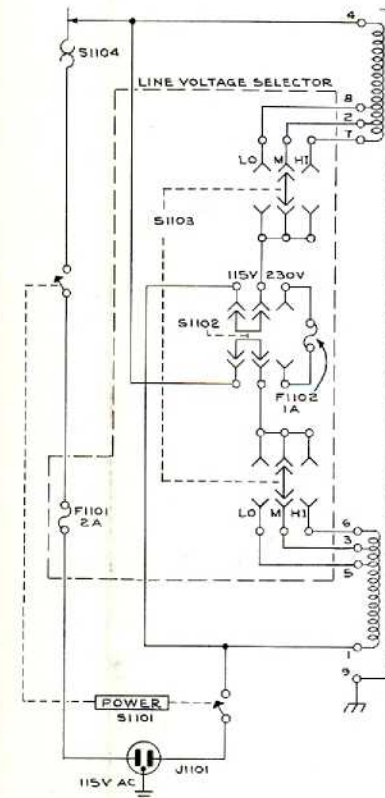 4
S1104
LINE VOLTAGE SELECTOR
8
2
7
LO M HI
S1103
115V 230V
S1102
F1102
1A
F1101
2A
LO M HI
6
3
5
1
9
POWER
S1101
J1101
115V AC